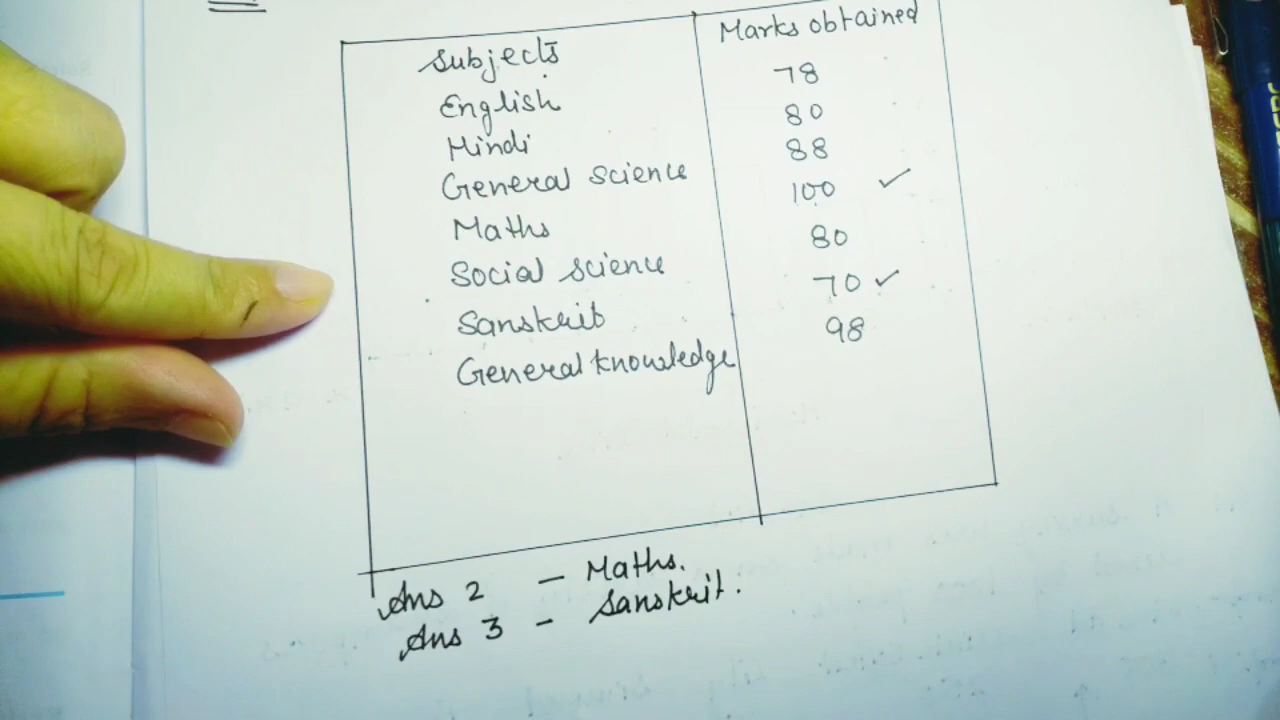 Subjects Marks obtained
English 78
Hindi 80
General science 88
Maths 100 ✓
Social science 80
Sanskrit 70 ✓
General knowledge 98
Ans 2 - Maths.
Ans 3 - Sanskrit.